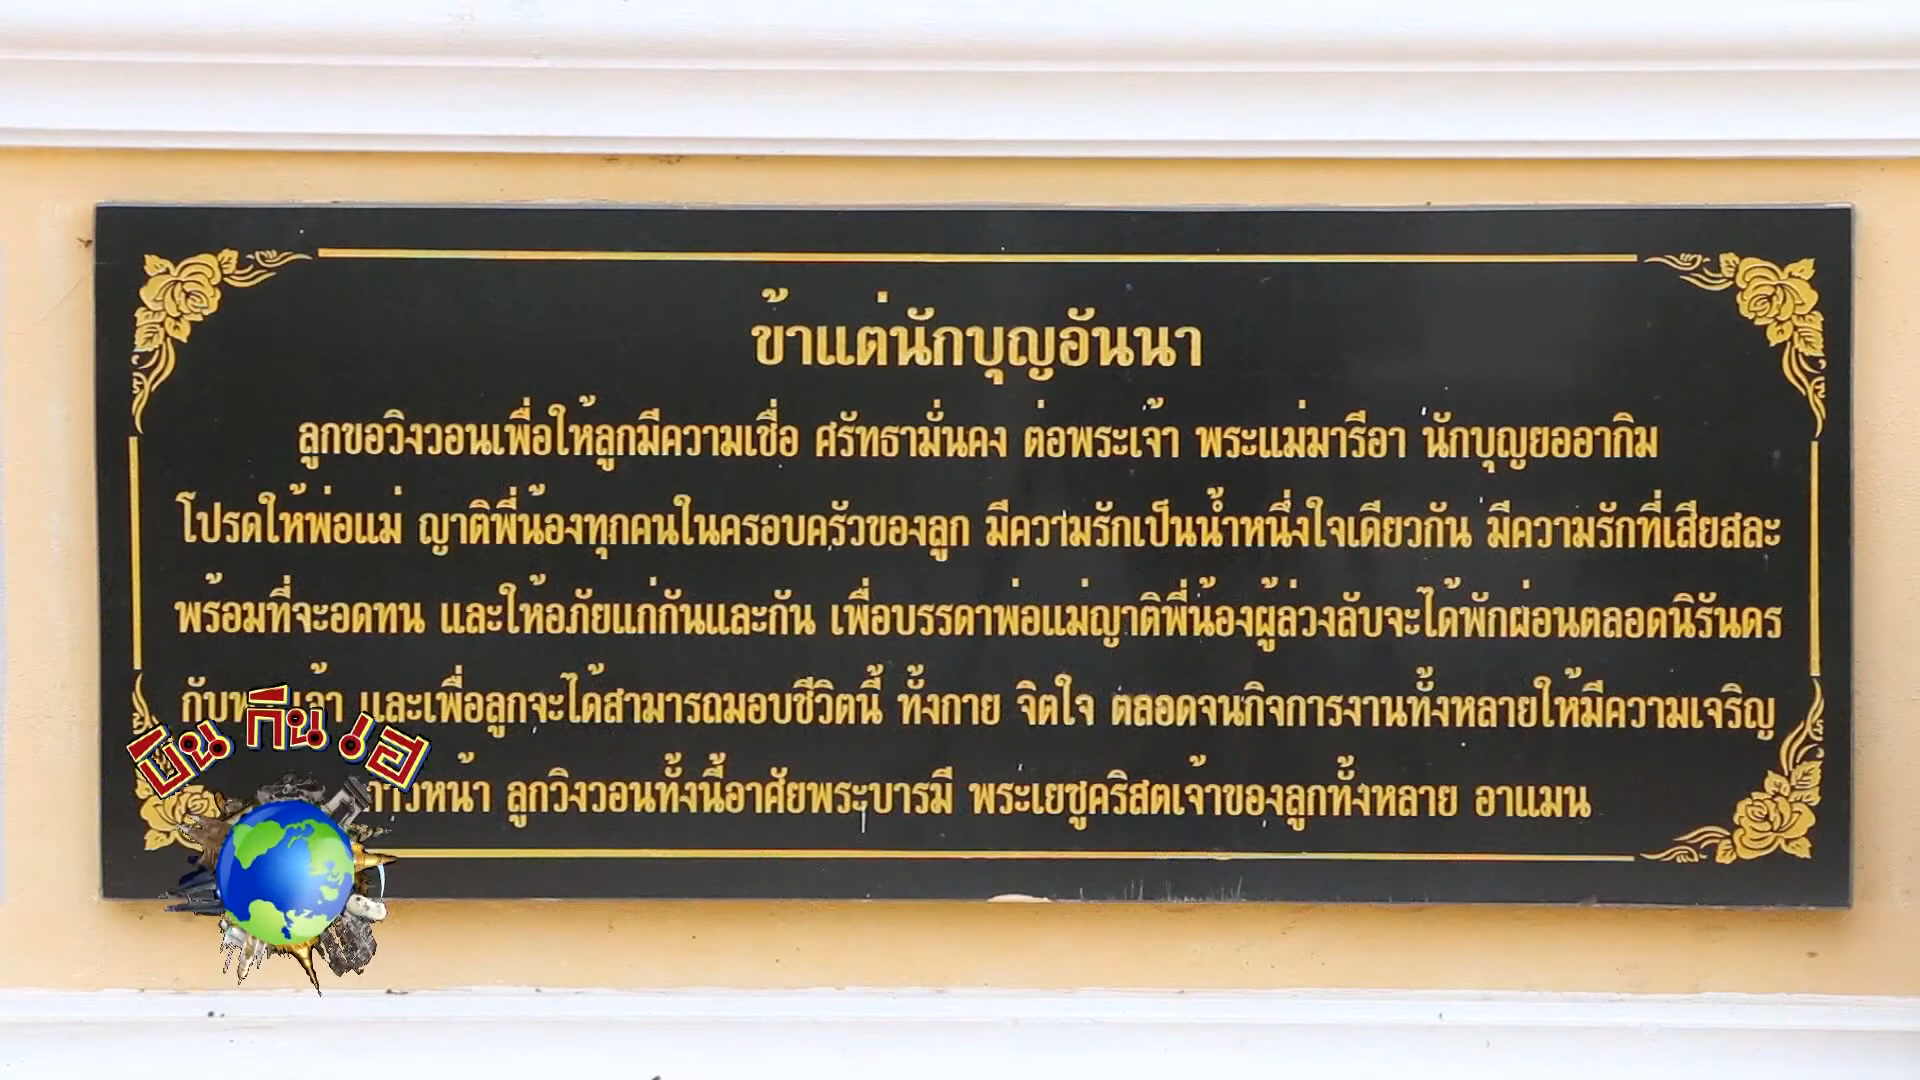 ข้าแต่นักบุญอันนา
ลูกขอวิงวอนเพื่อให้ลูกมีความเชื่อ ศรัทธามั่นคง ต่อพระเจ้า พระแม่มารีอา นักบุญยออากิม
โปรดให้พ่อแม่ ญาติพี่น้องทุกคนในครอบครัวของลูก มีความรักเป็นน้ำหนึ่งใจเดียวกัน มีความรักที่เสียสละ
พร้อมที่จะอดทน และให้อภัยแก่กันและกัน เพื่อบรรดาพ่อแม่ญาติพี่น้องผู้ล่วงลับจะได้พักผ่อนตลอดนิรันดร
และเพื่อลูกจะได้สามารถมอบชีวิตนี้ ทั้งกาย จิตใจ ตลอดจนกิจการงานทั้งหลายให้มีความเจริญ
ลูกวิงวอนทั้งนี้อาศัยพระบารมี พระเยซูคริสตเจ้าของลูกทั้งหลาย อาแมน
บิน กิน เฮ